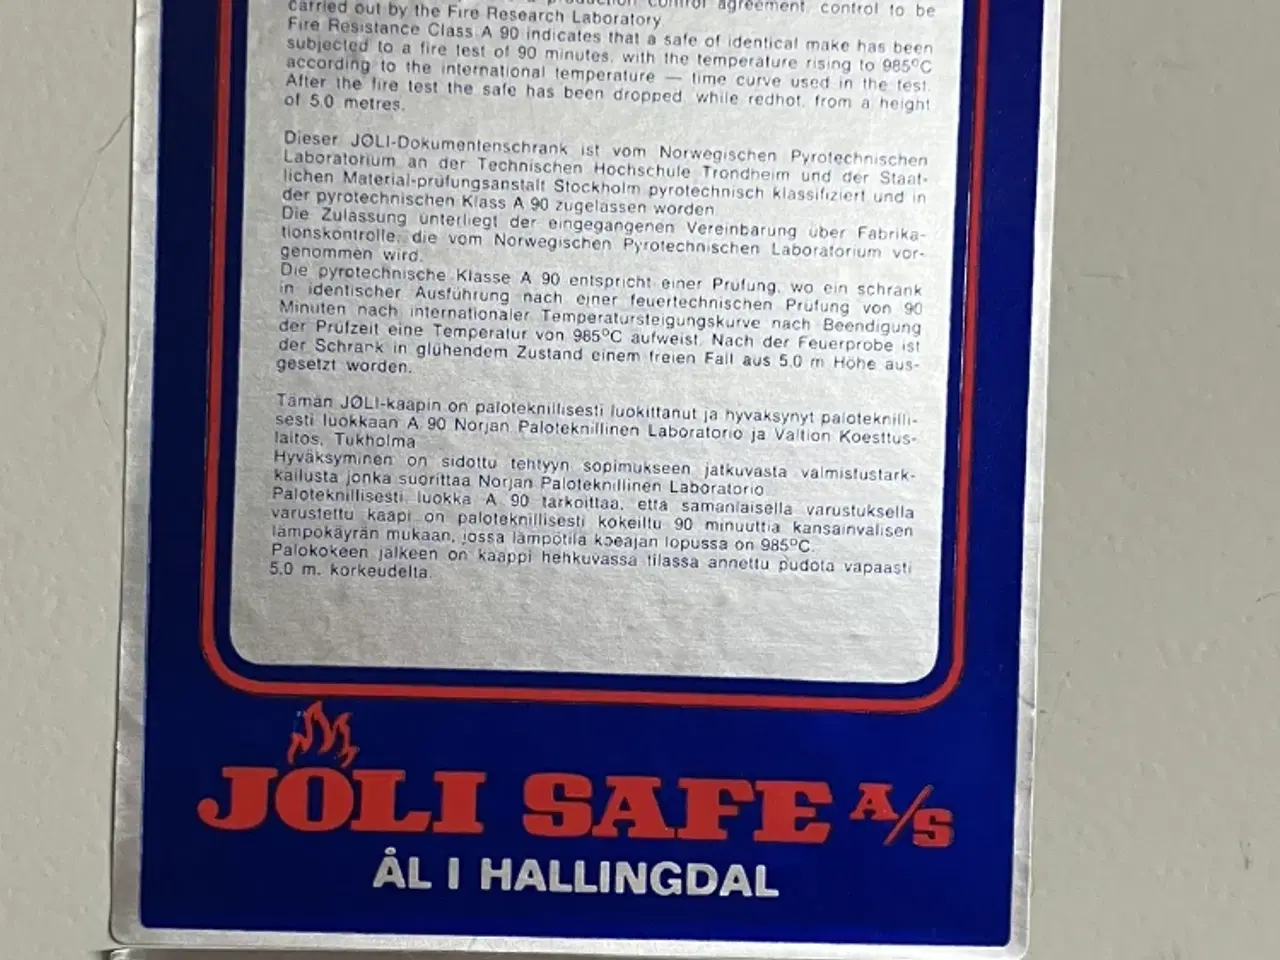 production control agreement, control to be
carried out by the Fire Research Laboratory
Fire Resistance Class A 90 indicates that a safe of identical make has been
subjected to a fire test of 90 minutes, with the temperature rising to 985°C
according to the international temperature — time curve used in the test.
After the fire test the safe has been dropped, while redhot, from a height
of 5.0 metres.
Dieser JØLI-Dokumentenschrank ist vom Norwegischen Pyrotechnischen
Laboratorium an der Technischen Hochschule Trondheim und der Staat-
lichen Material-prüfungsanstalt Stockholm pyrotechnisch klassifiziert und in
der pyrotechnischen Klass A 90 zugelassen worden.
Die Zulassung unterliegt der eingegangenen Vereinbarung über Fabrika-
tionskontrolle, die vom Norwegischen Pyrotechnischen Laboratorium vor-
genommen wird.
Die pyrotechnische Klasse A 90 entspricht einer Prüfung, wo ein schrank
in identischer Ausführung nach einer feuertechnischen Prüfung von 90
Minuten nach internationaler Temperatursteigungskurve nach Beendigung
der Prüfzeit eine Temperatur von 985°C aufweist. Nach der Feuerprobe ist
der Schrank in glühendem Zustand einem freien Fall aus 5.0 m Höhe aus-
gesetzt worden.
Tämän JØLI-kaapin on paloteknillisesti luokittanut ja hyväksynyt paloteknilli-
sesti luokkaan A 90 Norjan Paloteknillinen Laboratorio ja Valtion Koesttus-
laitos, Tukholma
Hyväksyminen on sidottu tehtyyn sopimukseen jatkuvasta valmistustark-
kailusta jonka suorittaa Norjan Paloteknillinen Laboratorio
Paloteknillisesti luokka A 90 tarkoittaa, että samanlaisella varustuksella
varustettu kaapi on paloteknillisesti kokeiltu 90 minuuttia kansainvälisen
lämpökäyrän mukaan, jossa lämpötila koeajan lopussa on 985°C.
Palokokeen jälkeen on kaappi hehkuvassa tilassa annettu pudota vapaasti
5.0 m. korkeudelta.
JØLI SAFE A/S
ÅL I HALLINGDAL